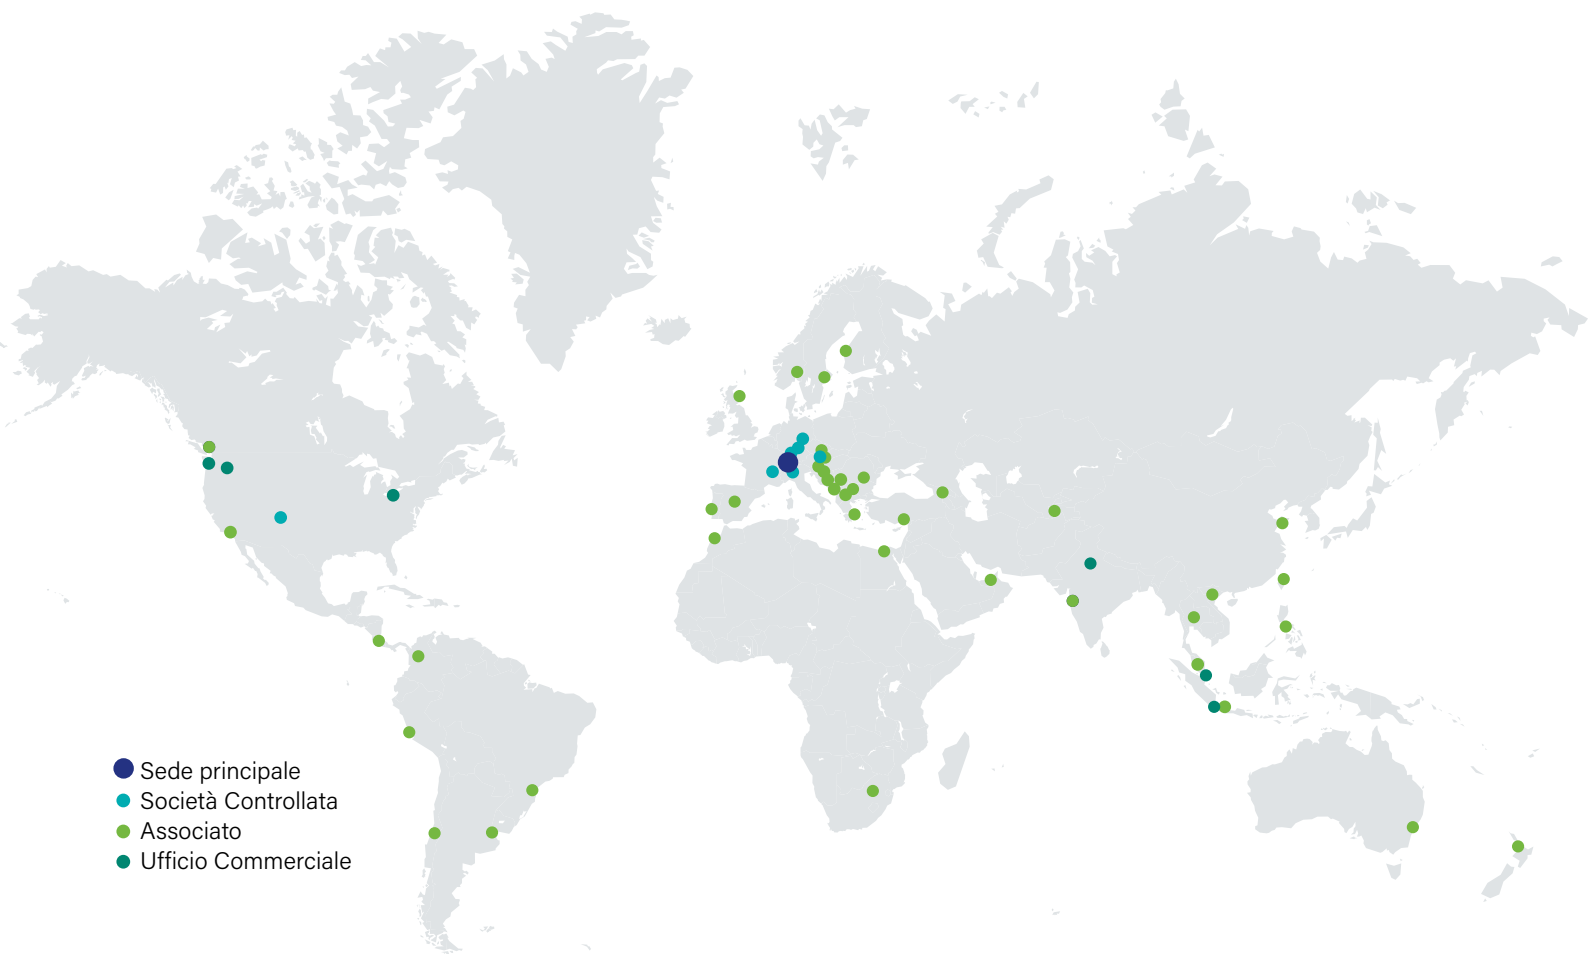 Sede principale
Società Controllata
Associato
Ufficio Commerciale